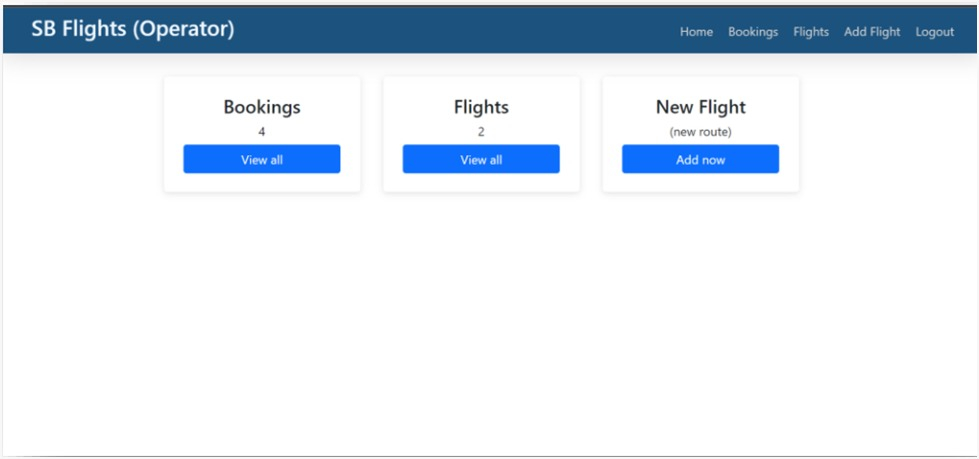 SB Flights (Operator)
Home Bookings Flights Add Flight Logout
Bookings
4
View all
Flights
2
View all
New Flight
(new route)
Add now